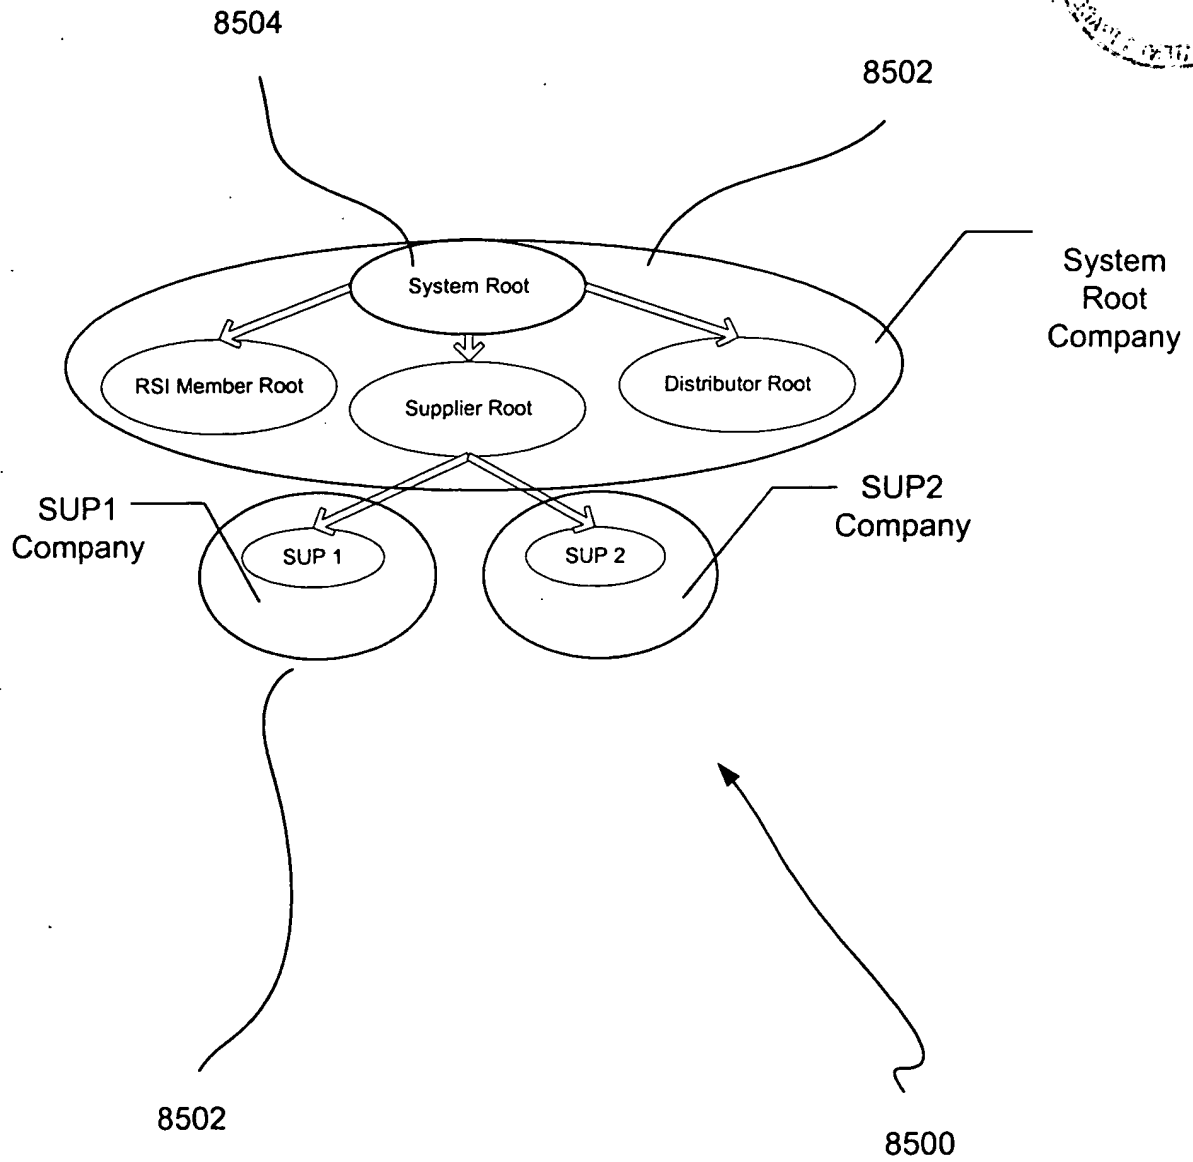 8504
8502
System Root
System
Root
Company
RSI Member Root
Supplier Root
Distributor Root
SUP1
Company
SUP2
Company
SUP 1
SUP 2
8502
8500